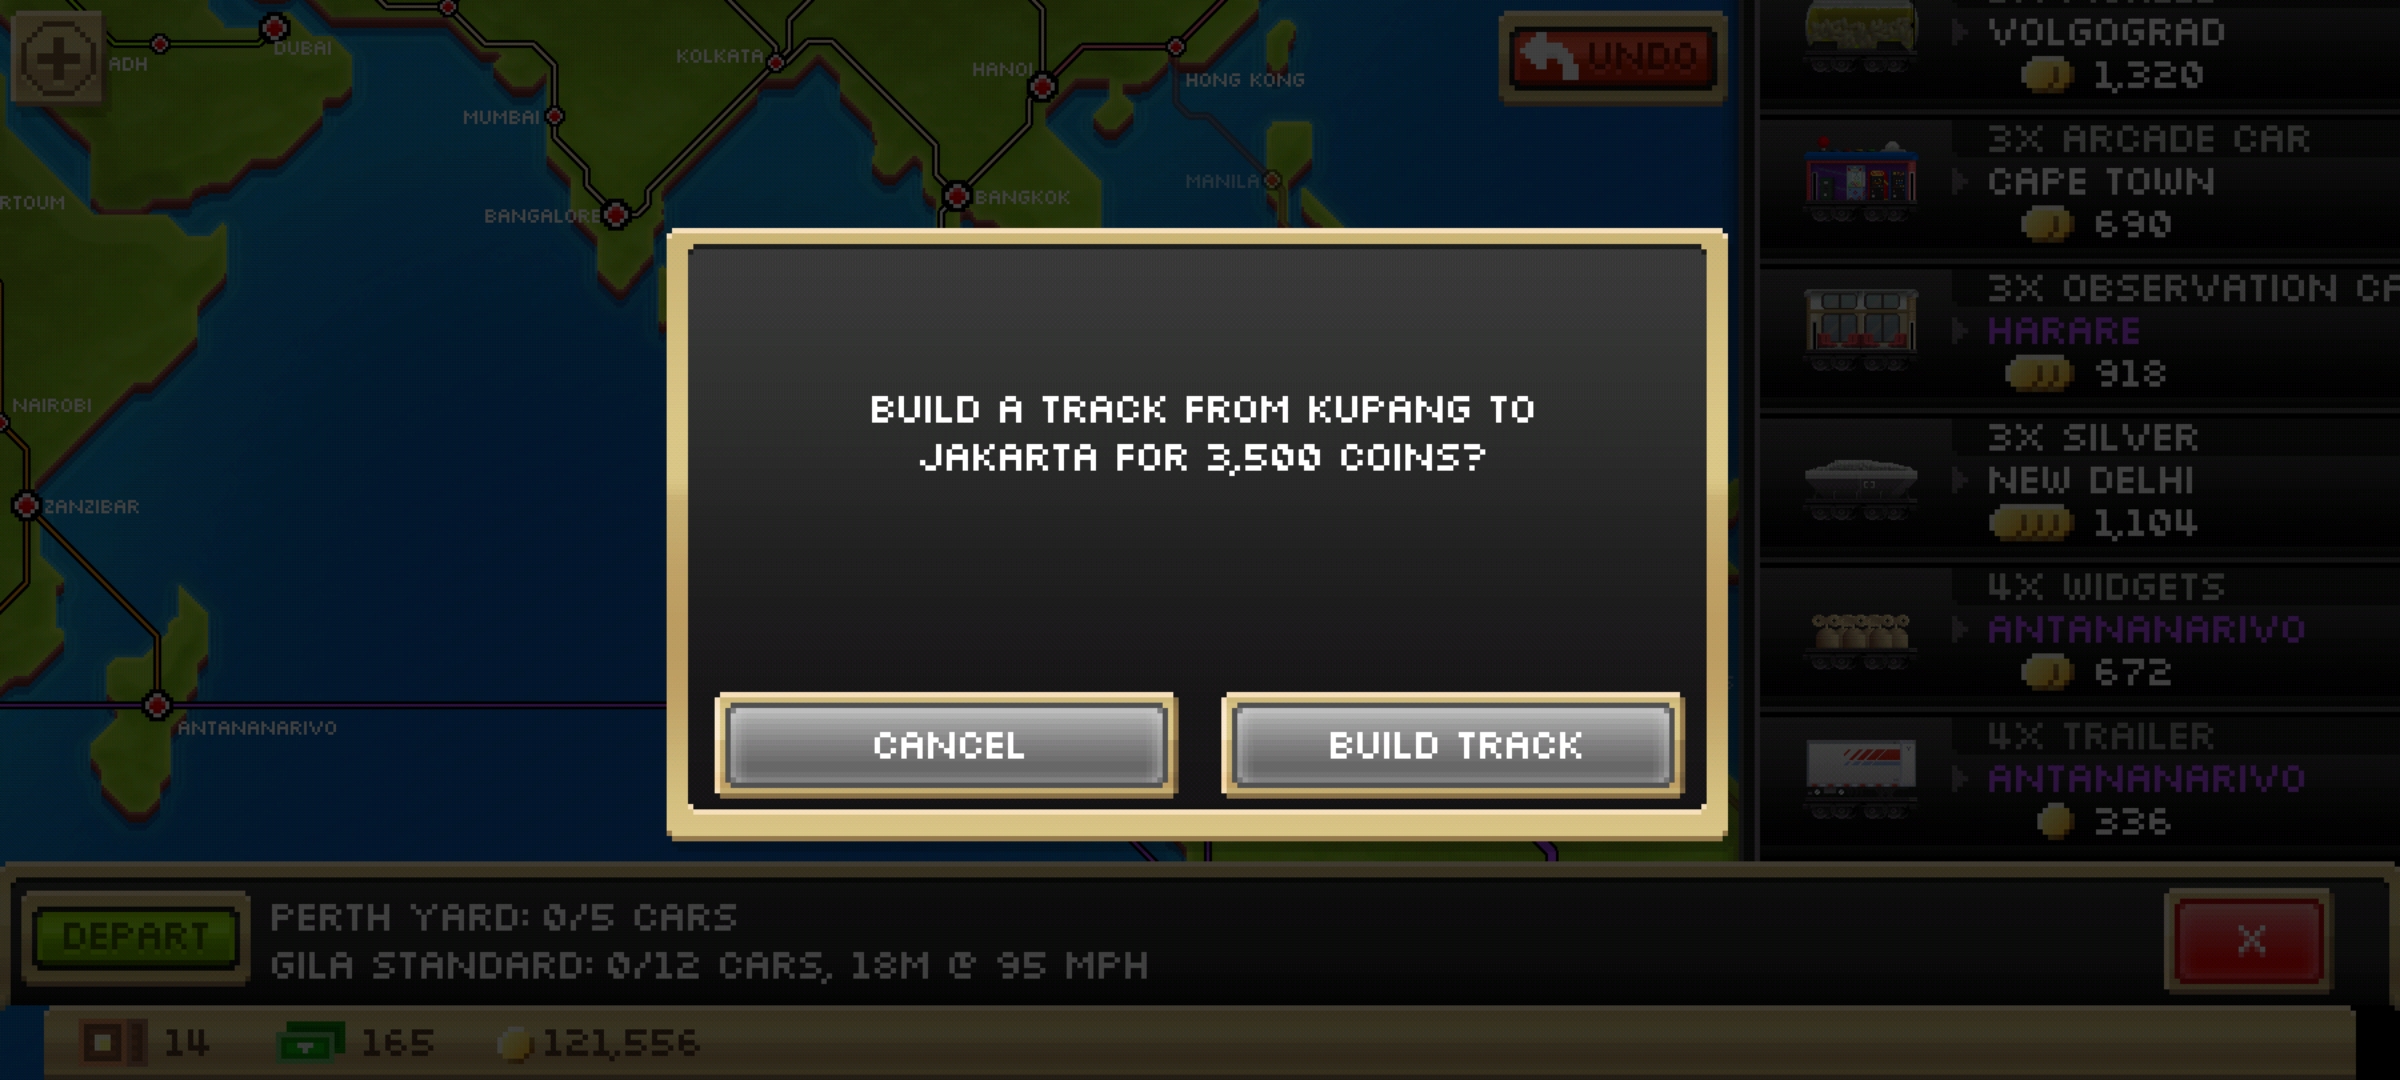 DUBAI
ADH
KOLKATA
HANOI
HONG KONG
MUMBAI
MANILA
BANGKOK
BANGALORE
RTOUM
NAIROBI
ZANZIBAR
ANTANANARIVO
UNDO
BUILD A TRACK FROM KUPANG TO
JAKARTA FOR 3,500 COINS?
CANCEL
BUILD TRACK
VOLGOGRAD
1,320
3X ARCADE CAR
CAPE TOWN
690
3X OBSERVATION CA
HARARE
918
3X SILVER
NEW DELHI
1,104
4X WIDGETS
ANTANANARIVO
672
4X TRAILER
ANTANANARIVO
336
DEPART
PERTH YARD: 0/5 CARS
GILA STANDARD: 0/12 CARS, 18M @ 95 MPH
X
14
165
121,556